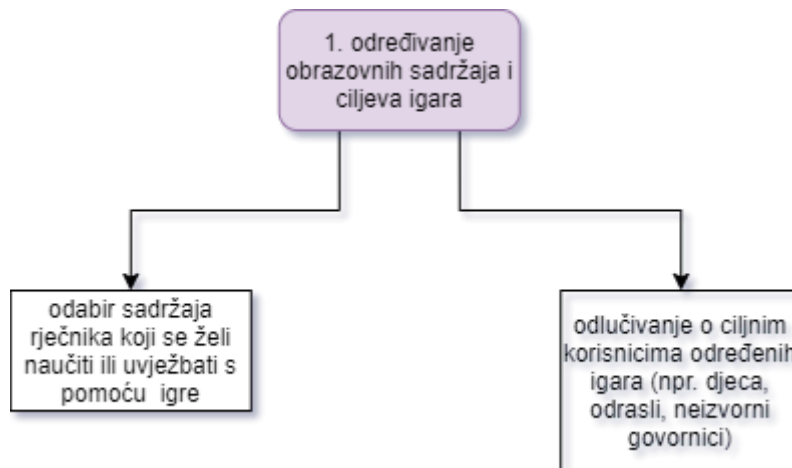 1. određivanje
obrazovnih sadržaja i
ciljeva igara
odabir sadržaja
rječnika koji se želi
naučiti ili uvježbati s
pomoću igre
odlučivanje o ciljnim
korisnicima određenih
igara (npr. djeca,
odrasli, neizvorni
govornici)